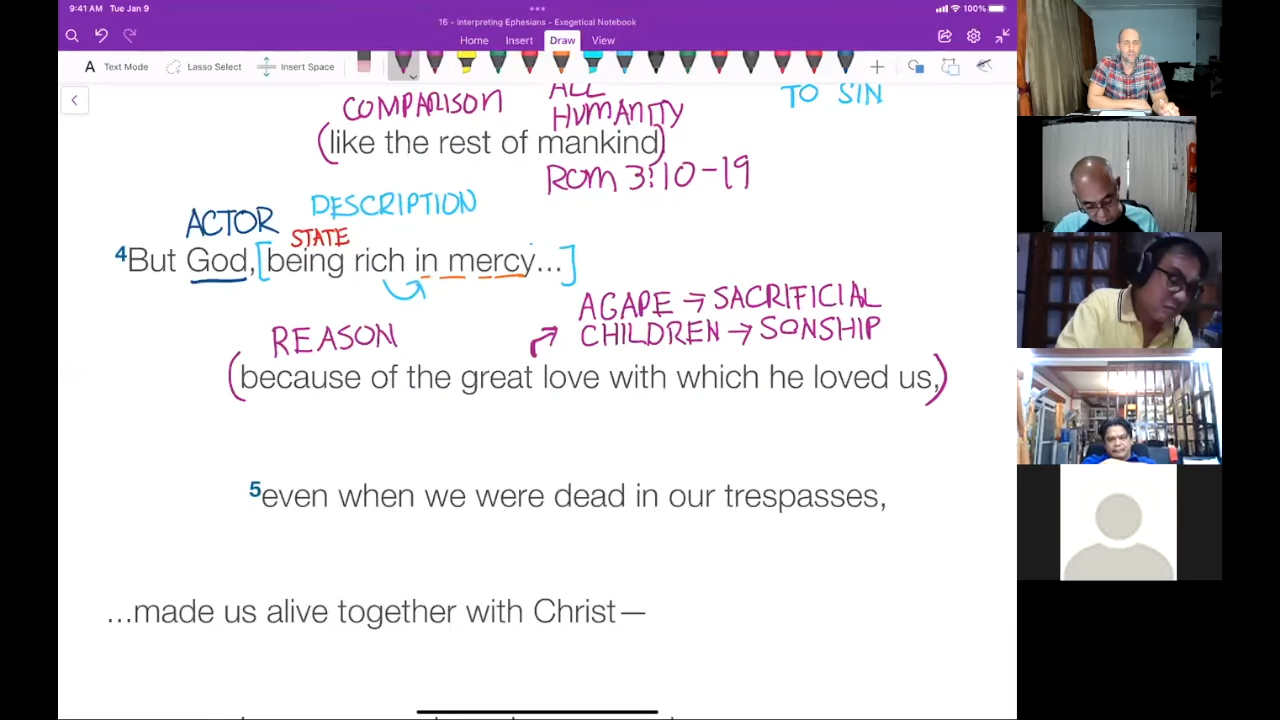 9:41 AM Tue Jan 9
100%
16 - Interpreting Ephesians - Exegetical Notebook
Home Insert Draw View
A Text Mode Lasso Select Insert Space
COMPARISON ALL
HUMANITY
TO SIN
(like the rest of mankind)
Rom 3:10-19
ACTOR DESCRIPTION
STATE
4But God, [being rich in mercy...]
AGAPE → SACRIFICIAL
REASON CHILDREN → SONSHIP
(because of the great love with which he loved us,)
5even when we were dead in our trespasses,
...made us alive together with Christ—